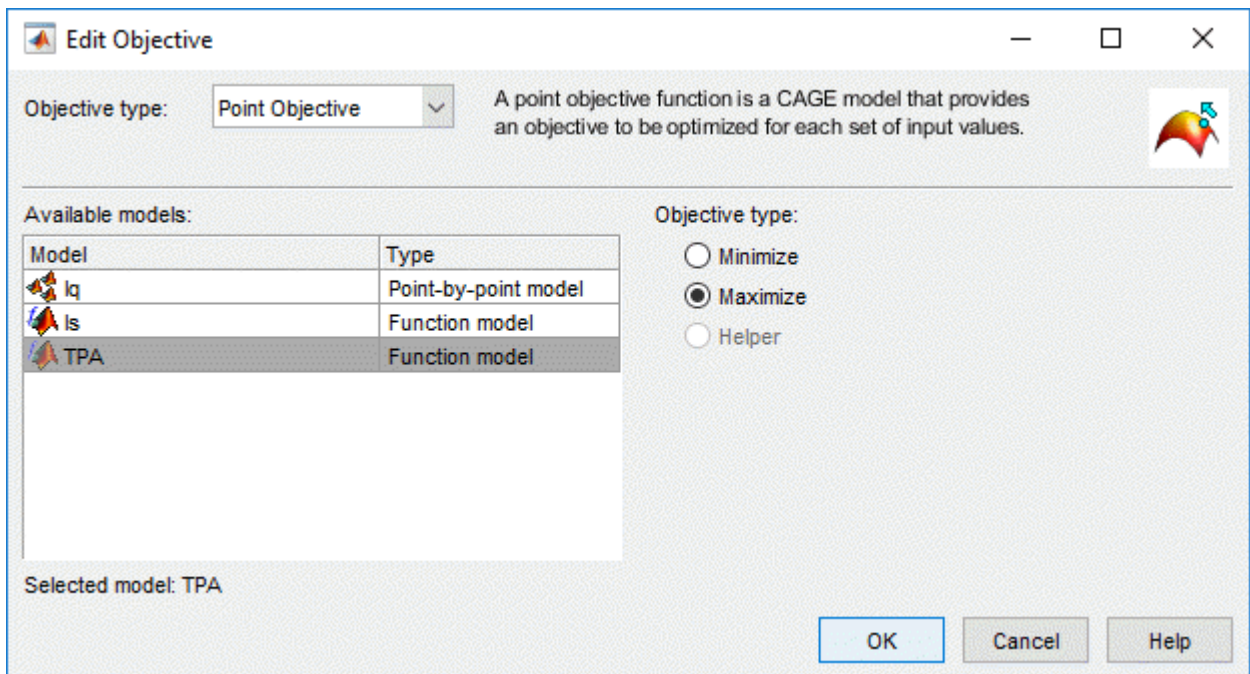 Edit Objective
Objective type:
Point Objective
A point objective function is a CAGE model that provides
an objective to be optimized for each set of input values.
Available models:
Objective type:
Model Type
Iq Point-by-point model
Is Function model
TPA Function model
Minimize
Maximize
Helper
Selected model: TPA
OK Cancel Help